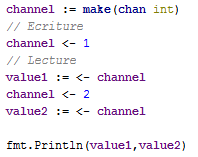 channel := make(chan int)
// Ecriture
channel <- 1
// Lecture
value1 := <- channel
channel <- 2
value2 := <- channel
fmt.Println(value1,value2)